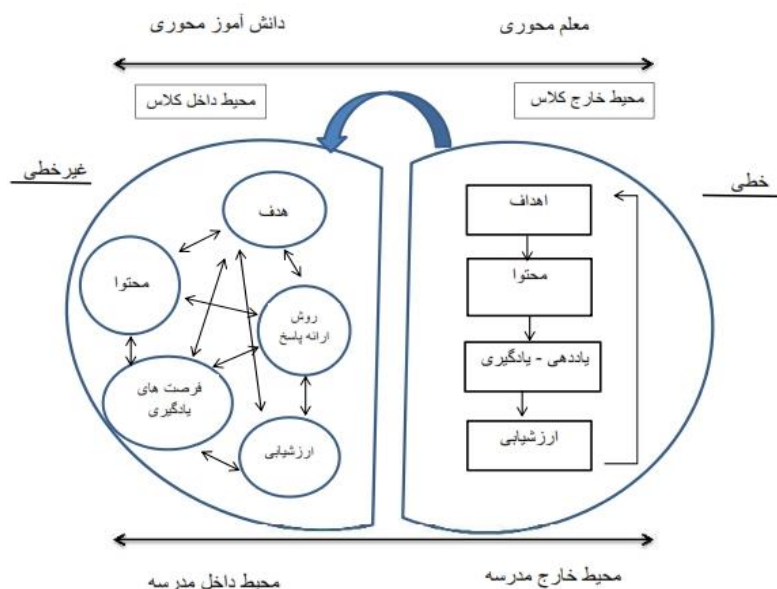 معلم محوری
دانش آموز محوری
محیط خارج کلاس
محیط داخل کلاس
خطی
غیرخطی
اهداف
محتوا
یاددهی - یادگیری
ارزشیابی
هدف
محتوا
روش
ارائه پاسخ
فرصت های
یادگیری
ارزشیابی
محیط خارج مدرسه
محیط داخل مدرسه